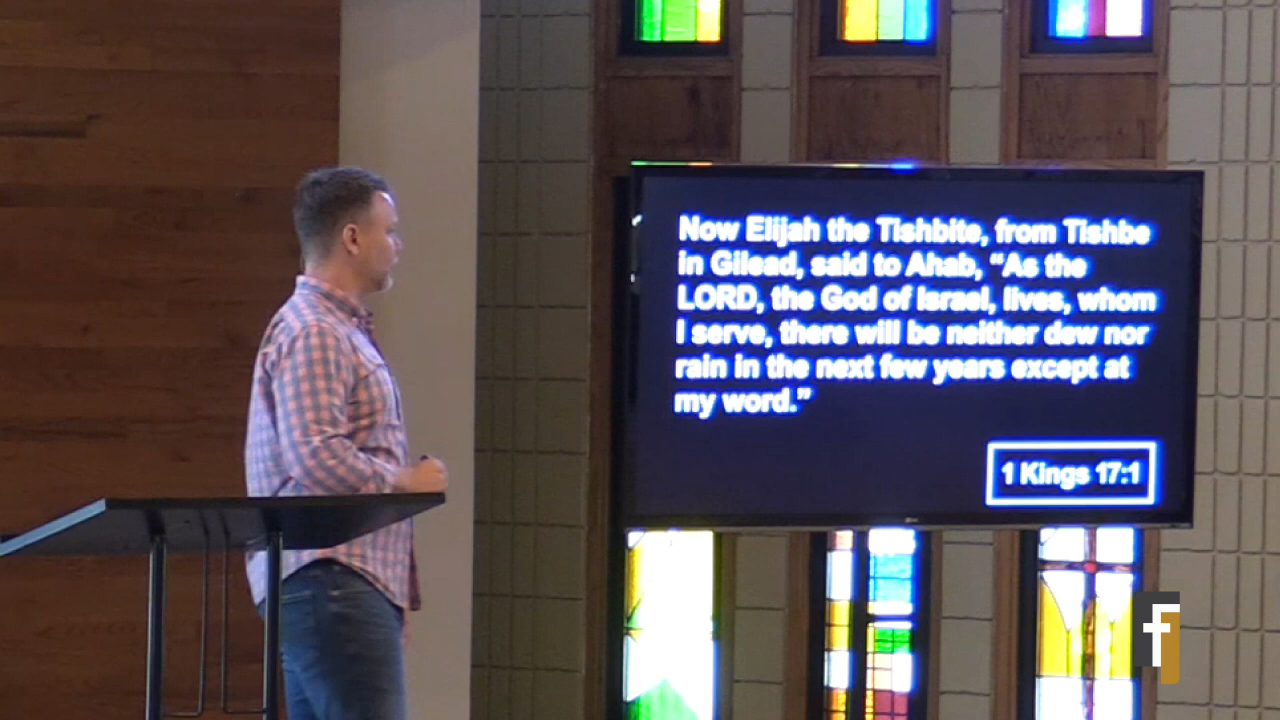 Now Elijah the Tishbite, from Tishbe
in Gilead, said to Ahab, “As the
LORD, the God of Israel, lives, whom
I serve, there will be neither dew nor
rain in the next few years except at
my word.”
1 Kings 17:1
f